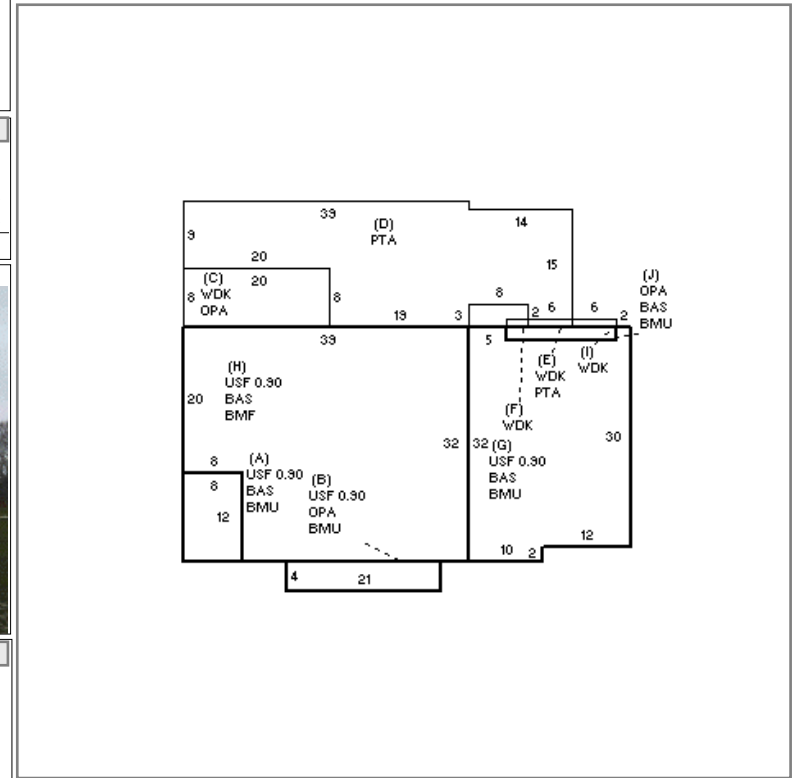 39
(D)
PTA
14
9
20
15
(C)
WDK
OPA
20
8
8
8
19
3
2
6
6
2
(J)
OPA
BAS
BMU
39
5
(E)
WDK
PTA
(I)
WDK
(H)
USF 0.90
BAS
BMF
20
(F)
WDK
32
32
(G)
USF 0.90
BAS
BMU
30
8
8
(A)
USF 0.90
BAS
BMU
(B)
USF 0.90
OPA
BMU
12
10
2
12
4
21